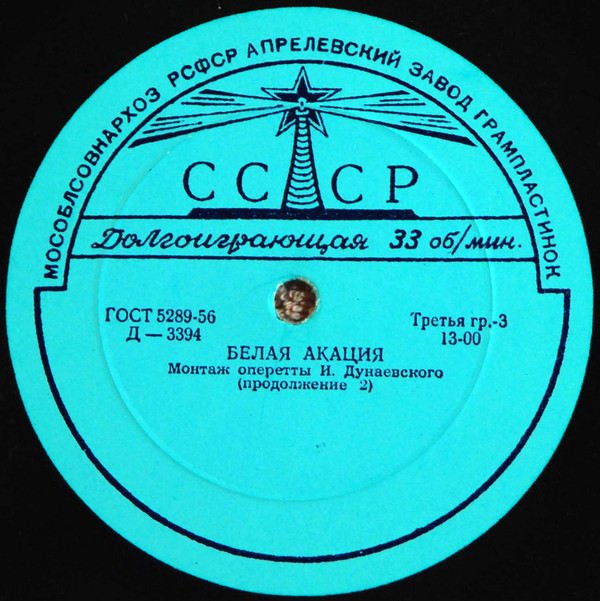 МОСОБЛСОВНАРХОЗ РСФСР АПРЕЛЕВСКИЙ ЗАВОД ГРАМПЛАСТИНОК
СССР
Долгоиграющая 33 об/мин.
ГОСТ 5289-56
Д — 3394
Третья гр.-3
13-00
БЕЛАЯ АКАЦИЯ
Монтаж оперетты И. Дунаевского
(продолжение 2)